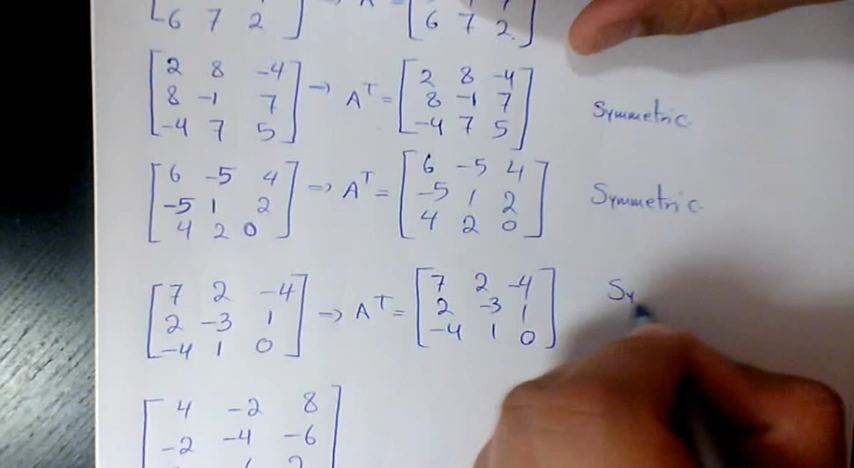 6 7 2 ] → A [ 6 7 2 ]
[ 2 8 -4 ] [ 2 8 -4 ]
8 -1 7 → Aᵀ = 8 -1 7 Symmetric
-4 7 5 -4 7 5
[ 6 -5 4 ] [ 6 -5 4 ]
-5 1 2 ⇒ Aᵀ = -5 1 2 Symmetric
4 2 0 4 2 0
[ 7 2 -4 ] [ 7 2 -4 ] Sy
2 -3 1 ⇒ Aᵀ = 2 -3 1
-4 1 0 -4 1 0
[ 4 -2 8 ]
-2 -4 -6